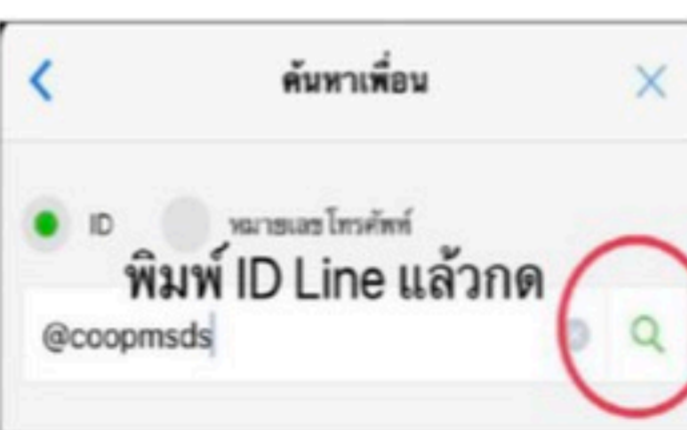 ค้นหาเพื่อน
ID หมายเลขโทรศัพท์
พิมพ์ ID Line แล้วกด
@coopmsds